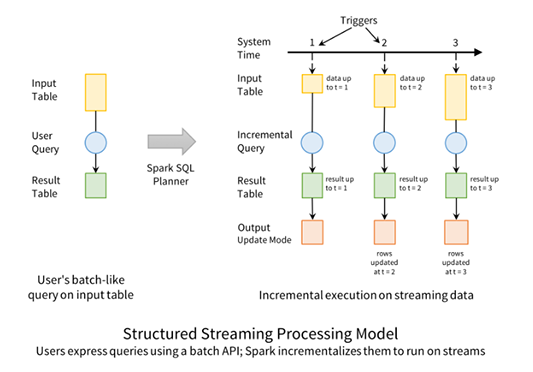 Triggers
System
Time
1
2
3
Input
Table
Input
Table
data up
to t = 1
data up
to t = 2
data up
to t = 3
User
Query
Spark SQL
Planner
Incremental
Query
Result
Table
Result
Table
result up
to t = 1
result up
to t = 2
result up
to t = 3
Output
Update Mode
rows
updated
at t = 2
rows
updated
at t = 3
User's batch-like
query on input table
Incremental execution on streaming data
Structured Streaming Processing Model
Users express queries using a batch API; Spark incrementalizes them to run on streams